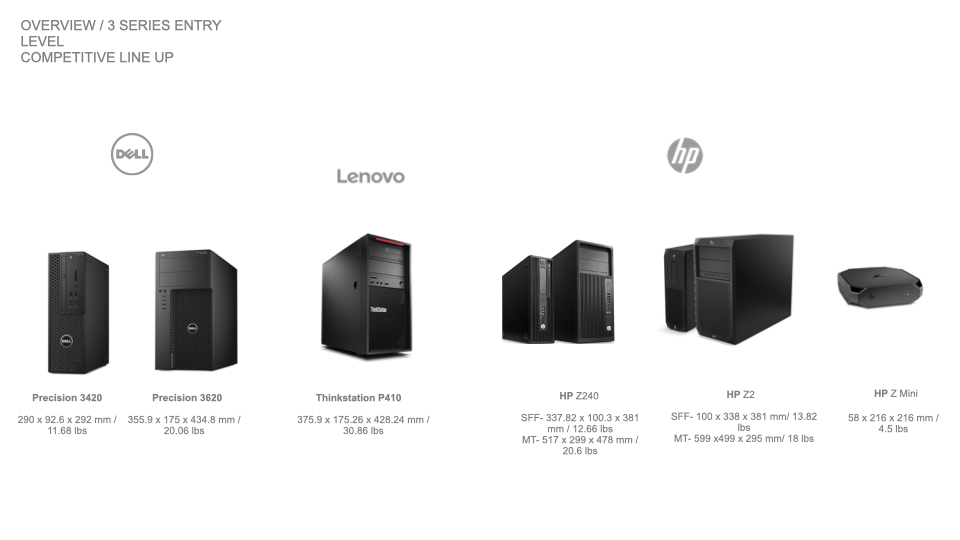 OVERVIEW / 3 SERIES ENTRY
LEVEL
COMPETITIVE LINE UP
DELL
Lenovo
hp
DELL
DELL
ThinkStation
Precision 3420
290 x 92.6 x 292 mm /
11.68 lbs
Precision 3620
355.9 x 175 x 434.8 mm /
20.06 lbs
Thinkstation P410
375.9 x 175.26 x 428.24 mm /
30.86 lbs
HP Z240
SFF- 337.82 x 100.3 x 381
mm / 12.66 lbs
MT- 517 x 299 x 478 mm /
20.6 lbs
HP Z2
SFF- 100 x 338 x 381 mm/ 13.82
lbs
MT- 599 x499 x 295 mm/ 18 lbs
HP Z Mini
58 x 216 x 216 mm /
4.5 lbs